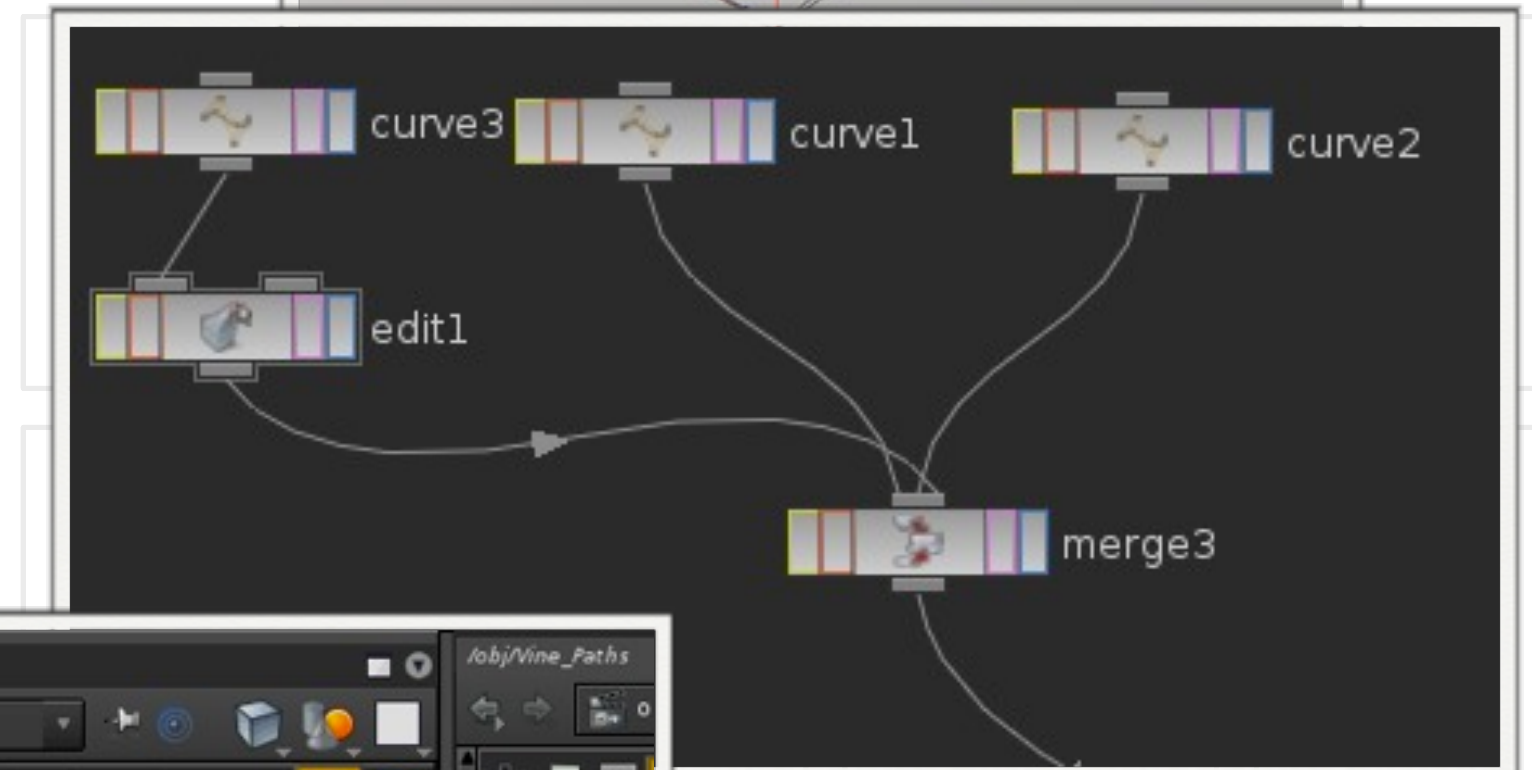 curve3
curve1
curve2
edit1
merge3
/obj/Vine_Paths
o